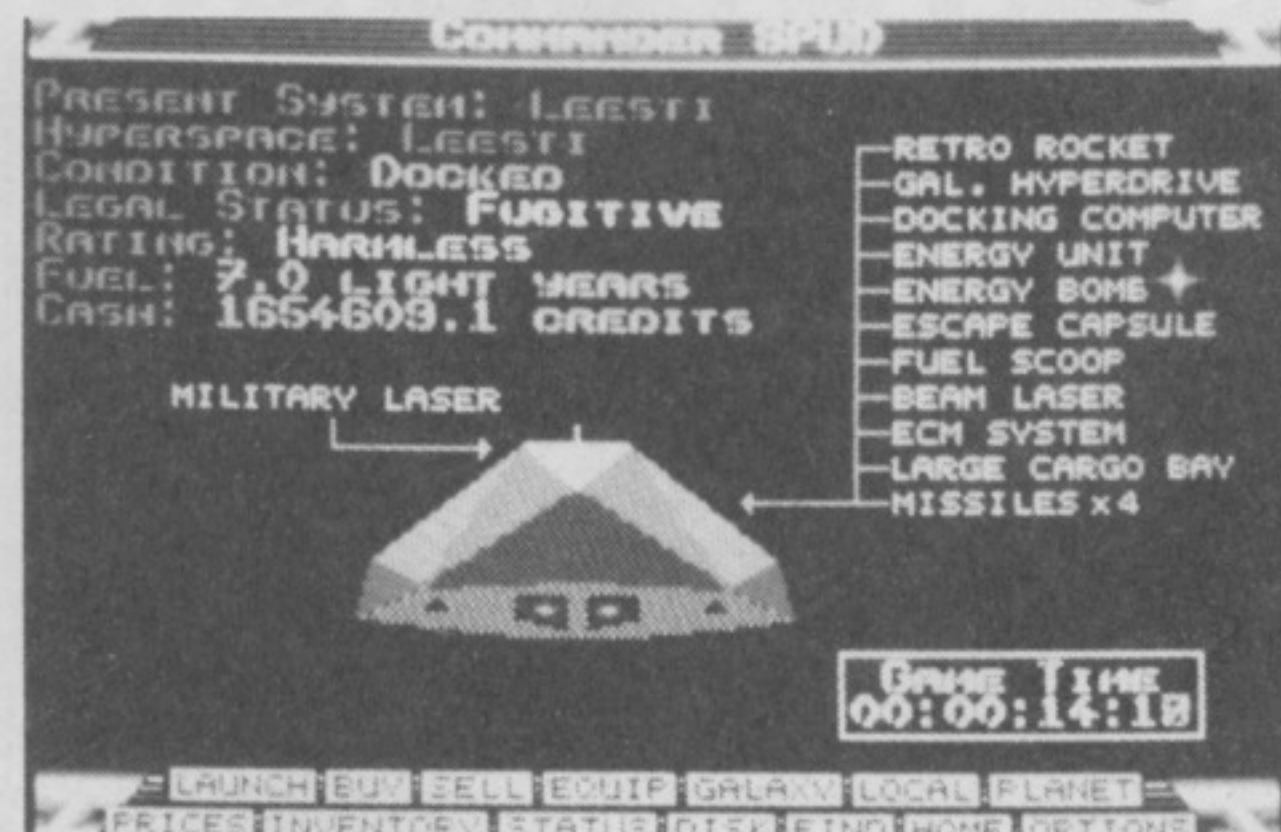 COMMANDER SPUD
PRESENT SYSTEM: LEESTI
HYPERSPACE: LEESTI
CONDITION: DOCKED
LEGAL STATUS: FUGITIVE
RATING: HARMLESS
FUEL: 7.0 LIGHT YEARS
CASH: 1654609.1 CREDITS
MILITARY LASER
RETRO ROCKET
GAL. HYPERDRIVE
DOCKING COMPUTER
ENERGY UNIT
ENERGY BOMB
ESCAPE CAPSULE
FUEL SCOOP
BEAM LASER
ECM SYSTEM
LARGE CARGO BAY
MISSILES x4
GAME TIME
00:00:14:10
LAUNCH BUY SELL EQUIP GALAXY LOCAL PLANET
PRICES INVENTORY STATUS DISK FIND HOME OPTIONS